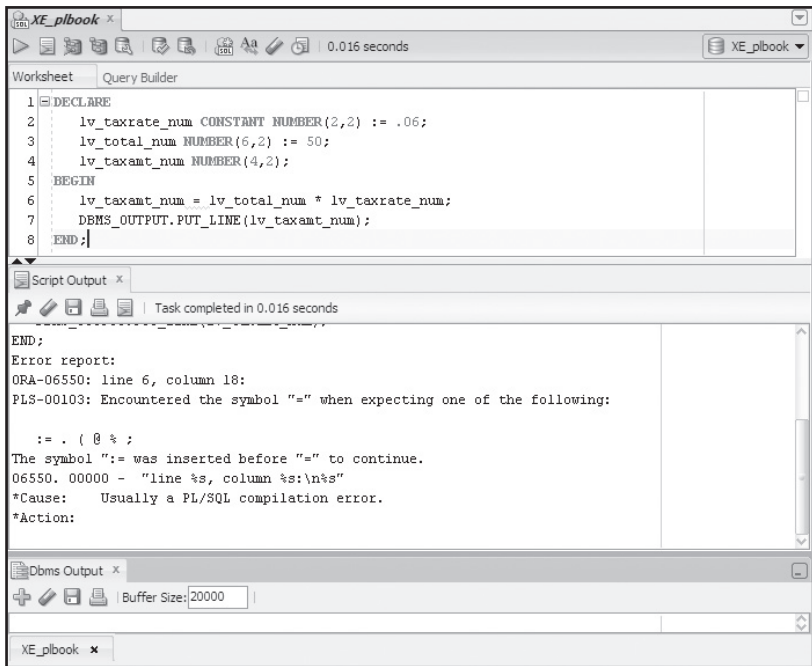 XE_plbook
SQL
0.016 seconds
XE_plbook
Worksheet Query Builder
1 DECLARE
2 lv_taxrate_num CONSTANT NUMBER(2,2) := .06;
3 lv_total_num NUMBER(6,2) := 50;
4 lv_taxamt_num NUMBER(4,2);
5 BEGIN
6 lv_taxamt_num = lv_total_num * lv_taxrate_num;
7 DBMS_OUTPUT.PUT_LINE(lv_taxamt_num);
8 END;
Script Output
Task completed in 0.016 seconds
END;
Error report:
ORA-06550: line 6, column 18:
PLS-00103: Encountered the symbol "=" when expecting one of the following:
:= . ( @ % ;
The symbol ":= was inserted before "=" to continue.
06550. 00000 - "line %s, column %s:\n%s"
*Cause: Usually a PL/SQL compilation error.
*Action:
Dbms Output
Buffer Size: 20000
XE_plbook